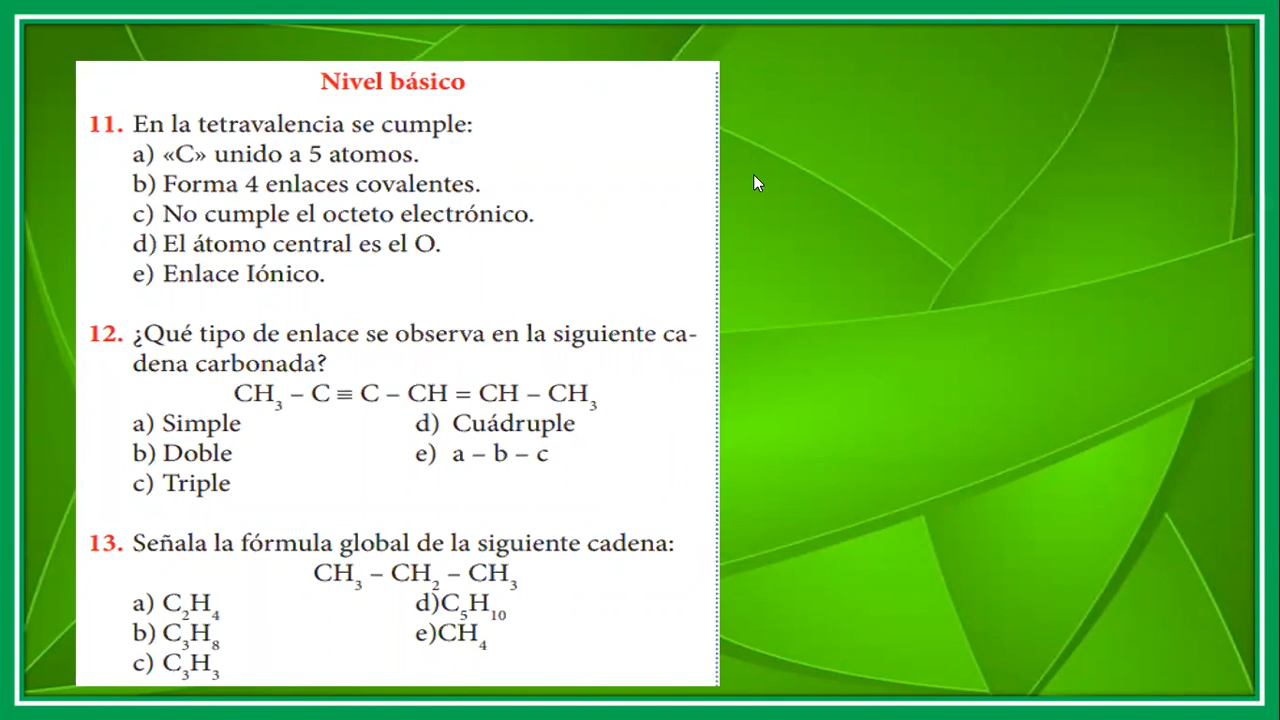 Nivel básico
11. En la tetravalencia se cumple:
a) «C» unido a 5 atomos.
b) Forma 4 enlaces covalentes.
c) No cumple el octeto electrónico.
d) El átomo central es el O.
e) Enlace Iónico.
12. ¿Qué tipo de enlace se observa en la siguiente ca-
dena carbonada?
CH₃ – C ≡ C – CH = CH – CH₃
a) Simple
b) Doble
c) Triple
d) Cuádruple
e) a – b – c
13. Señala la fórmula global de la siguiente cadena:
CH₃ – CH₂ – CH₃
a) C₂H₄
b) C₃H₈
c) C₃H₃
d)C₅H₁₀
e)CH₄